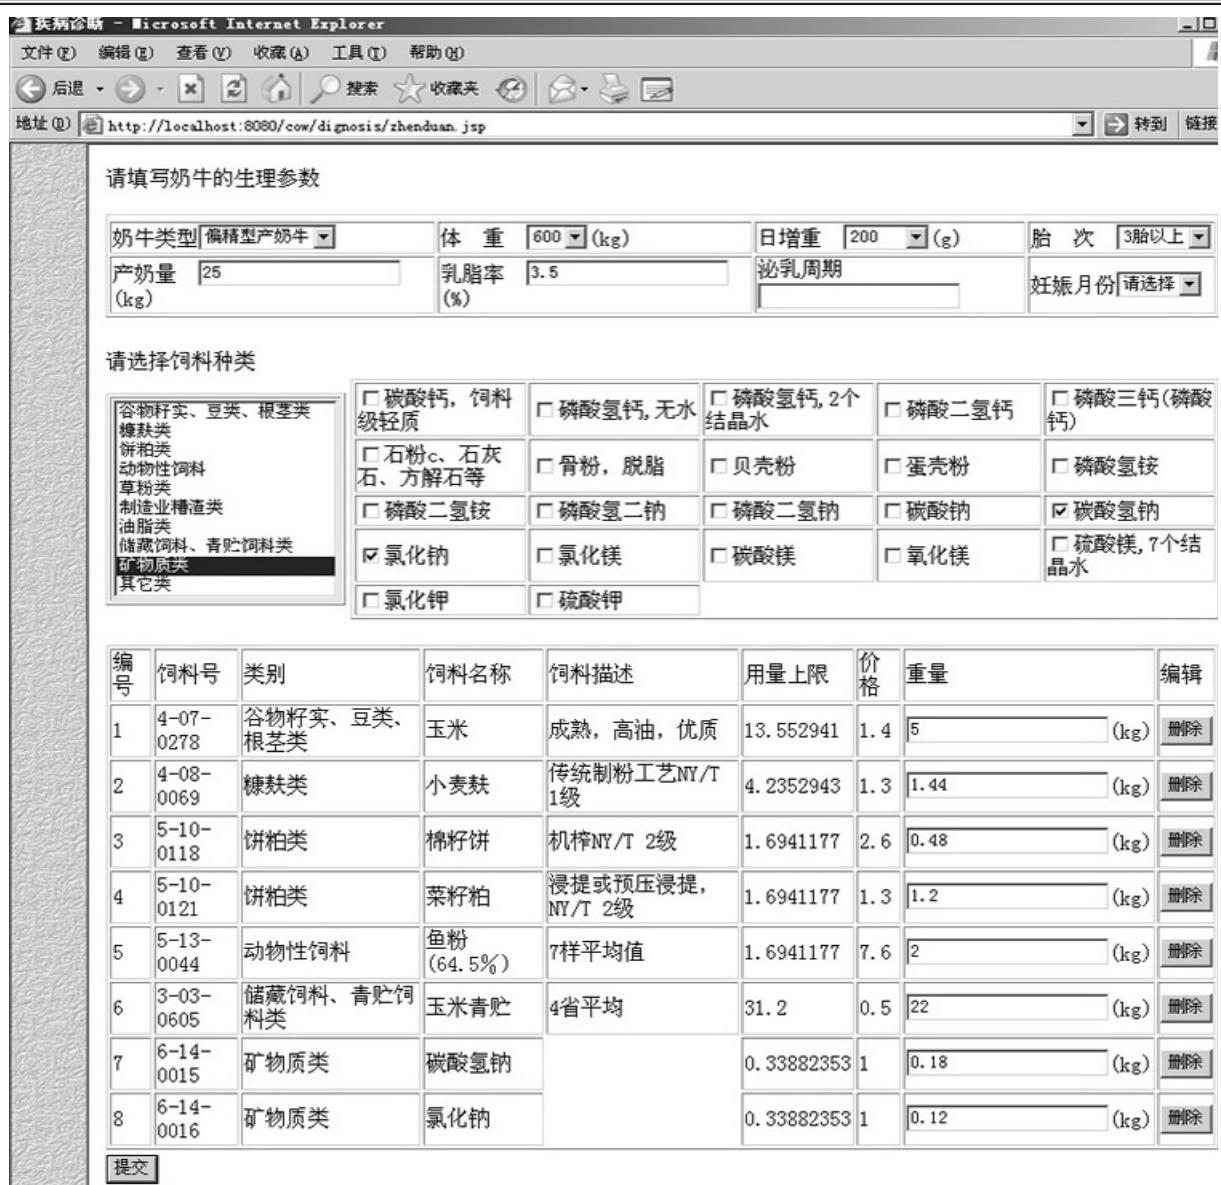 疾病诊断 - Microsoft Internet Explorer
文件(F) 编辑(E) 查看(V) 收藏(A) 工具(T) 帮助(H)
后退 搜索 收藏夹
地址(D) http://localhost:8080/cow/dignosis/zhenduan.jsp 转到 链接
请填写奶牛的生理参数
奶牛类型 偏精型产奶牛 体 重 600 (kg) 日增重 200 (g) 胎 次 3胎以上
产奶量 25 乳脂率 3.5 泌乳周期 妊娠月份 请选择
(kg) (%)
请选择饲料种类
谷物籽实、豆类、根茎类
糠麸类
饼粕类
动物性饲料
草粉类
制造业糟渣类
油脂类
储藏饲料、青贮饲料类
矿物质类
其它类
碳酸钙, 饲料 磷酸氢钙,无水 磷酸氢钙,2个 磷酸二氢钙 磷酸三钙(磷酸
级轻质 结晶水 钙)
石粉c、石灰 骨粉, 脱脂 贝壳粉 蛋壳粉 磷酸氢铵
石、方解石等
磷酸二氢铵 磷酸氢二钠 磷酸二氢钠 碳酸钠 碳酸氢钠
氯化钠 氯化镁 碳酸镁 氧化镁 硫酸镁,7个结
晶水
氯化钾 硫酸钾
编 饲料号 类别 饲料名称 饲料描述 用量上限 价 重量 编辑
号 格
1 4-07- 谷物籽实、豆类、 玉米 成熟, 高油, 优质 13.552941 1.4 5 (kg) 删除
0278 根茎类
2 4-08- 糠麸类 小麦麸 传统制粉工艺NY/T 4.2352943 1.3 1.44 (kg) 删除
0069 1级
3 5-10- 饼粕类 棉籽饼 机榨NY/T 2级 1.6941177 2.6 0.48 (kg) 删除
0118
4 5-10- 饼粕类 菜籽粕 浸提或预压浸提, 1.6941177 1.3 1.2 (kg) 删除
0121 NY/T 2级
5 5-13- 动物性饲料 鱼粉 7样平均值 1.6941177 7.6 2 (kg) 删除
0044 (64.5%)
6 3-03- 储藏饲料、青贮饲 玉米青贮 4省平均 31.2 0.5 22 (kg) 删除
0605 料类
7 6-14- 矿物质类 碳酸氢钠 0.33882353 1 0.18 (kg) 删除
0015
8 6-14- 矿物质类 氯化钠 0.33882353 1 0.12 (kg) 删除
0016
提交